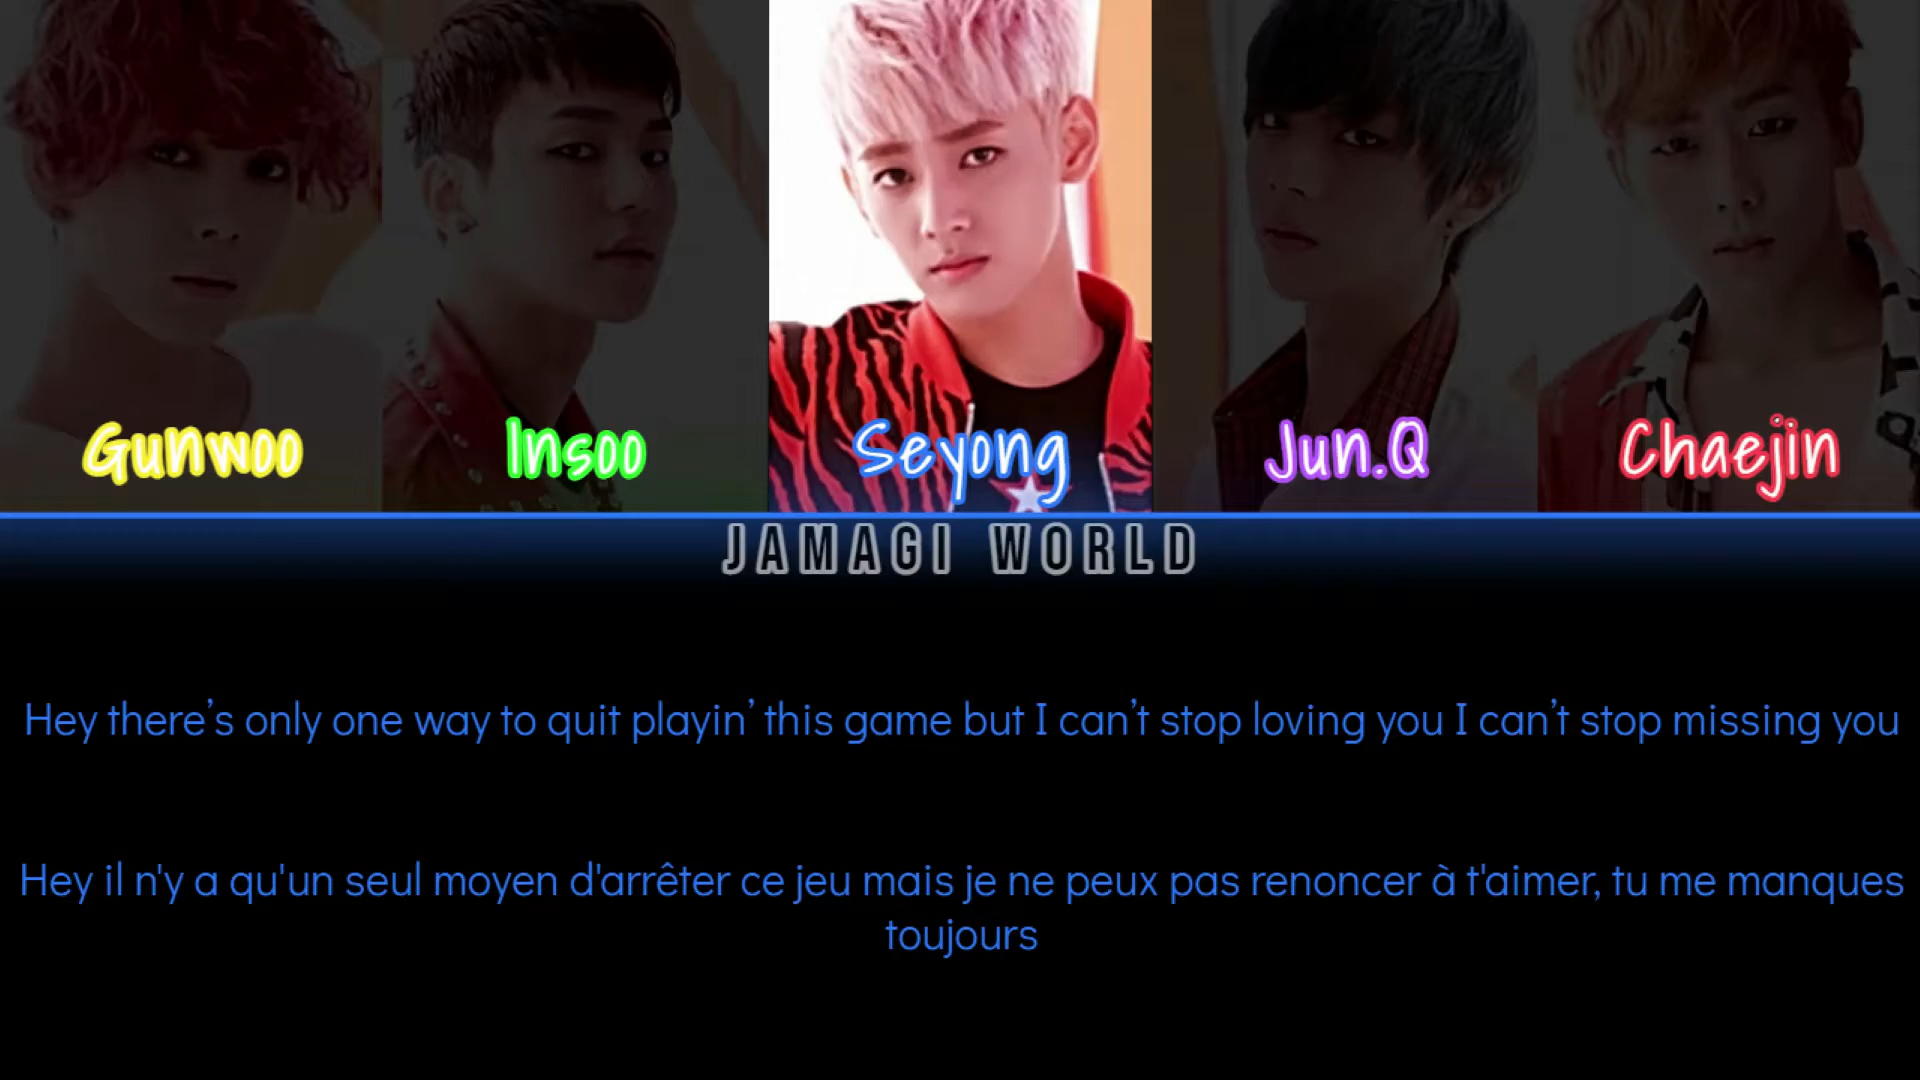 Gunwoo
Insoo
Seyong
Jun.Q
Chaejin
JAMAGI WORLD
Hey there’s only one way to quit playin’ this game but I can’t stop loving you I can’t stop missing you
Hey il n'y a qu'un seul moyen d'arrêter ce jeu mais je ne peux pas renoncer à t'aimer, tu me manques
toujours